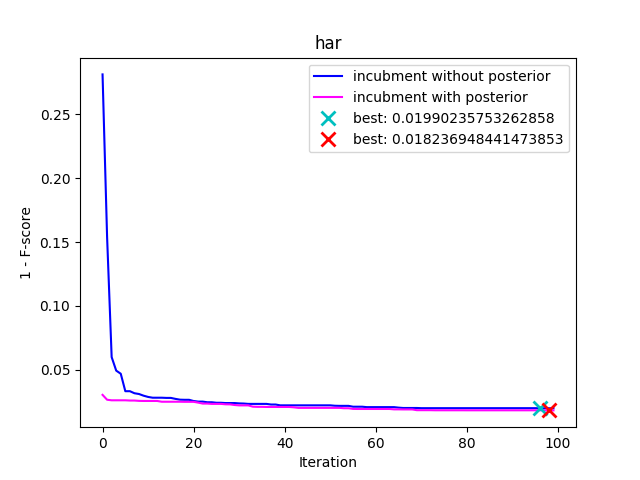 har
incubment without posterior
incubment with posterior
best: 0.01990235753262858
best: 0.018236948441473853
1 - F-score
0.25
0.20
0.15
0.10
0.05
0 20 40 60 80 100
Iteration